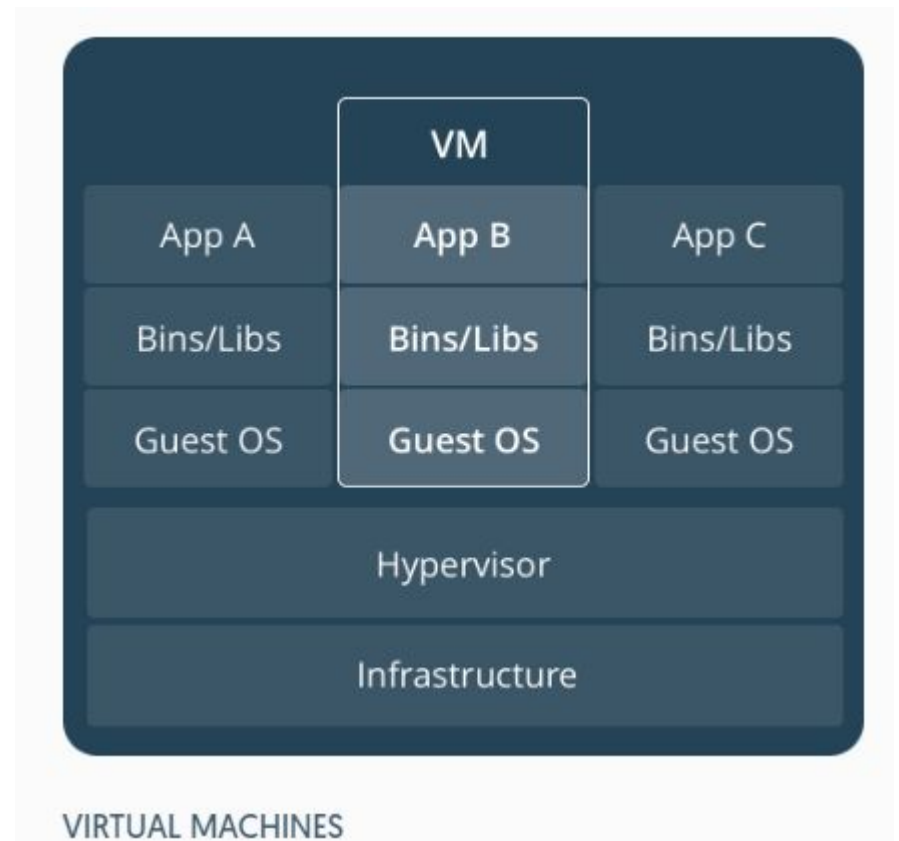 VM
App A App B App C
Bins/Libs Bins/Libs Bins/Libs
Guest OS Guest OS Guest OS
Hypervisor
Infrastructure
VIRTUAL MACHINES